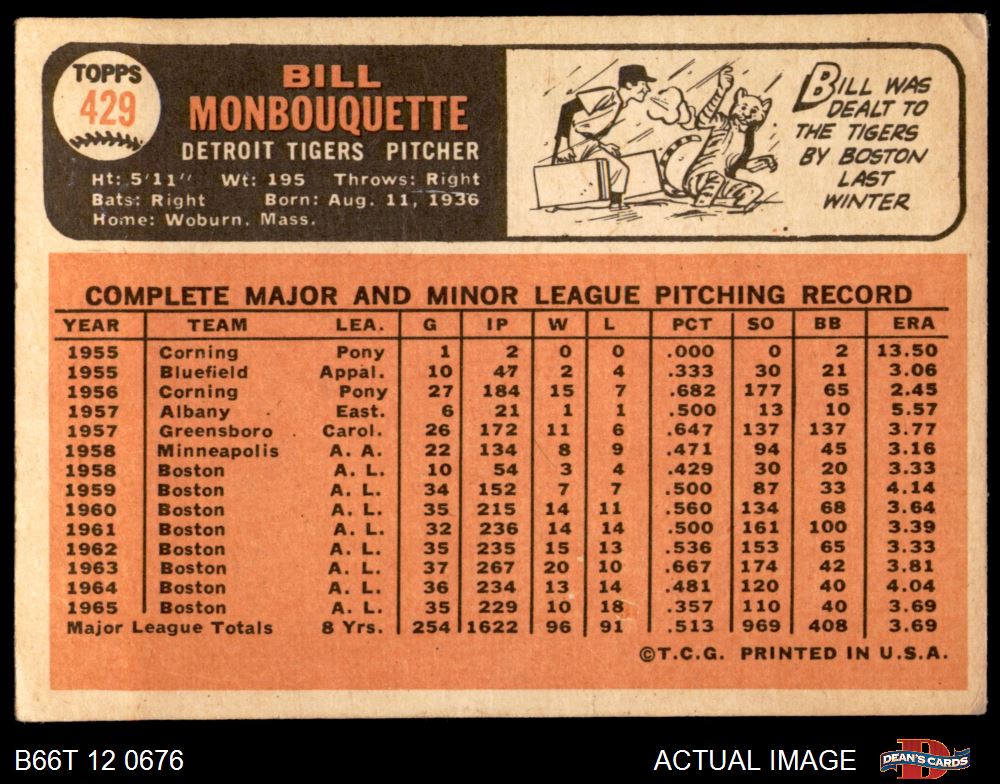 TOPPS
429
BILL
MONBOUQUETTE
DETROIT TIGERS PITCHER
Ht: 5'11" Wt: 195 Throws: Right
Bats: Right Born: Aug. 11, 1936
Home: Woburn, Mass.
BILL WAS
DEALT TO
THE TIGERS
BY BOSTON
LAST
WINTER
COMPLETE MAJOR AND MINOR LEAGUE PITCHING RECORD
YEAR TEAM LEA. G IP W L PCT SO BB ERA
1955 Corning Pony 1 2 0 0 .000 0 2 13.50
1955 Bluefield Appal. 10 47 2 4 .333 30 21 3.06
1956 Corning Pony 27 184 15 7 .682 177 65 2.45
1957 Albany East. 6 21 1 1 .500 13 10 5.57
1957 Greensboro Carol. 26 172 11 6 .647 137 137 3.77
1958 Minneapolis A. A. 22 134 8 9 .471 94 45 3.16
1958 Boston A. L. 10 54 3 4 .429 30 20 3.33
1959 Boston A. L. 34 152 7 7 .500 87 33 4.14
1960 Boston A. L. 35 215 14 11 .560 134 68 3.64
1961 Boston A. L. 32 236 14 14 .500 161 100 3.39
1962 Boston A. L. 35 235 15 13 .536 153 65 3.33
1963 Boston A. L. 37 267 20 10 .667 174 42 3.81
1964 Boston A. L. 36 234 13 14 .481 120 40 4.04
1965 Boston A. L. 35 229 10 18 .357 110 40 3.69
Major League Totals 8 Yrs. 254 1622 96 91 .513 969 408 3.69
©T.C.G. PRINTED IN U.S.A.
B66T 12 0676
ACTUAL IMAGE
DEAN'S CARDS